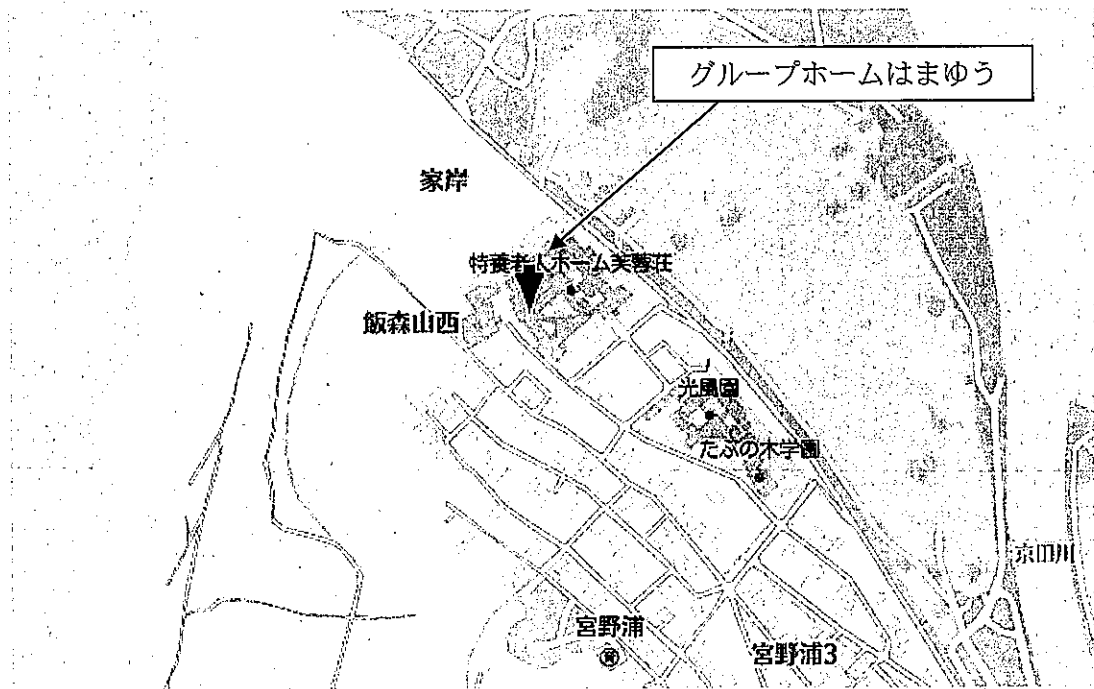 グループホームはまゆう
家岸
特養老人ホーム芙蓉荘
飯森山西
光風園
たぶの木学園
京田川
宮野浦
宮野浦3